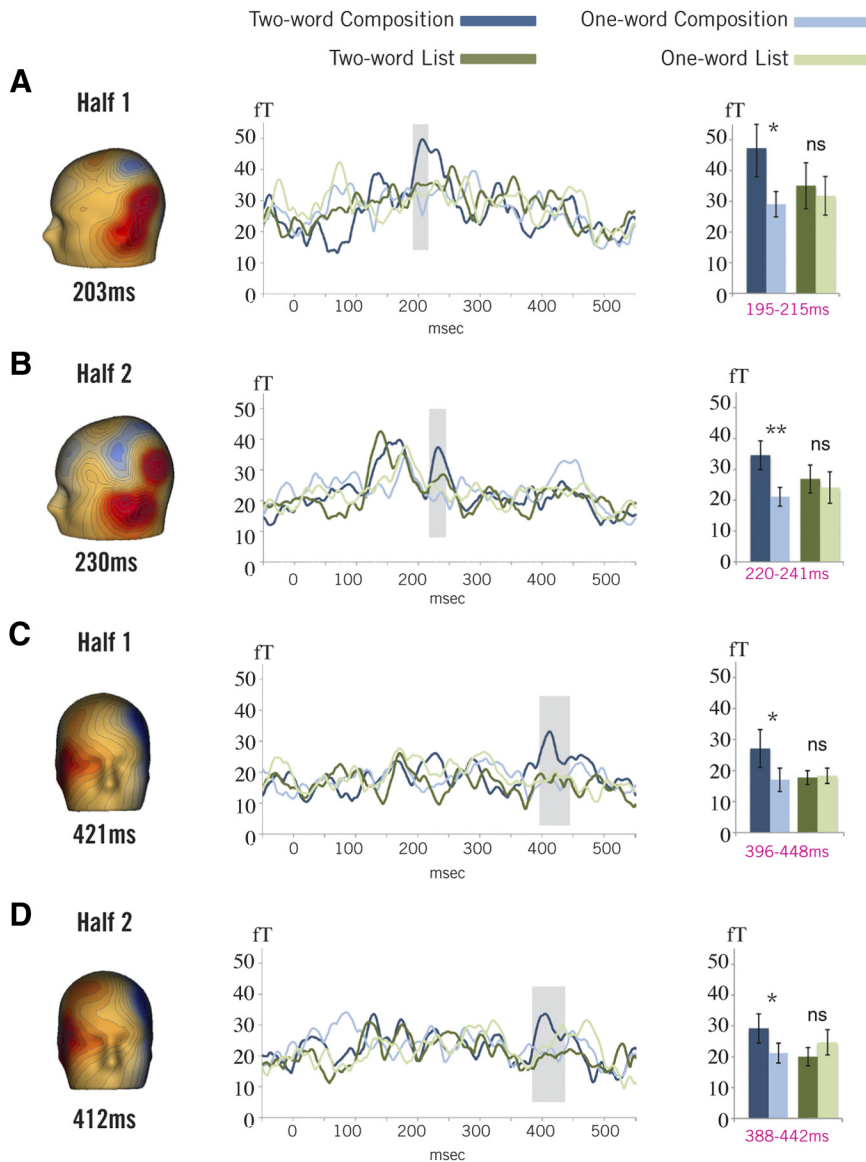 Two-word Composition One-word Composition
Two-word List One-word List
A
Half 1
203ms
fT
50
40
30
20
10
0
0 100 200 300 400 500
msec
fT
50
40
30
20
10
0
* ns
195-215ms
B
Half 2
230ms
fT
50
40
30
20
10
0
0 100 200 300 400 500
msec
fT
50
40
30
20
10
0
** ns
220-241ms
C
Half 1
421ms
fT
50
40
30
20
10
0
0 100 200 300 400 500
msec
fT
50
40
30
20
10
0
* ns
396-448ms
D
Half 2
412ms
fT
50
40
30
20
10
0
0 100 200 300 400 500
msec
fT
50
40
30
20
10
0
* ns
388-442ms